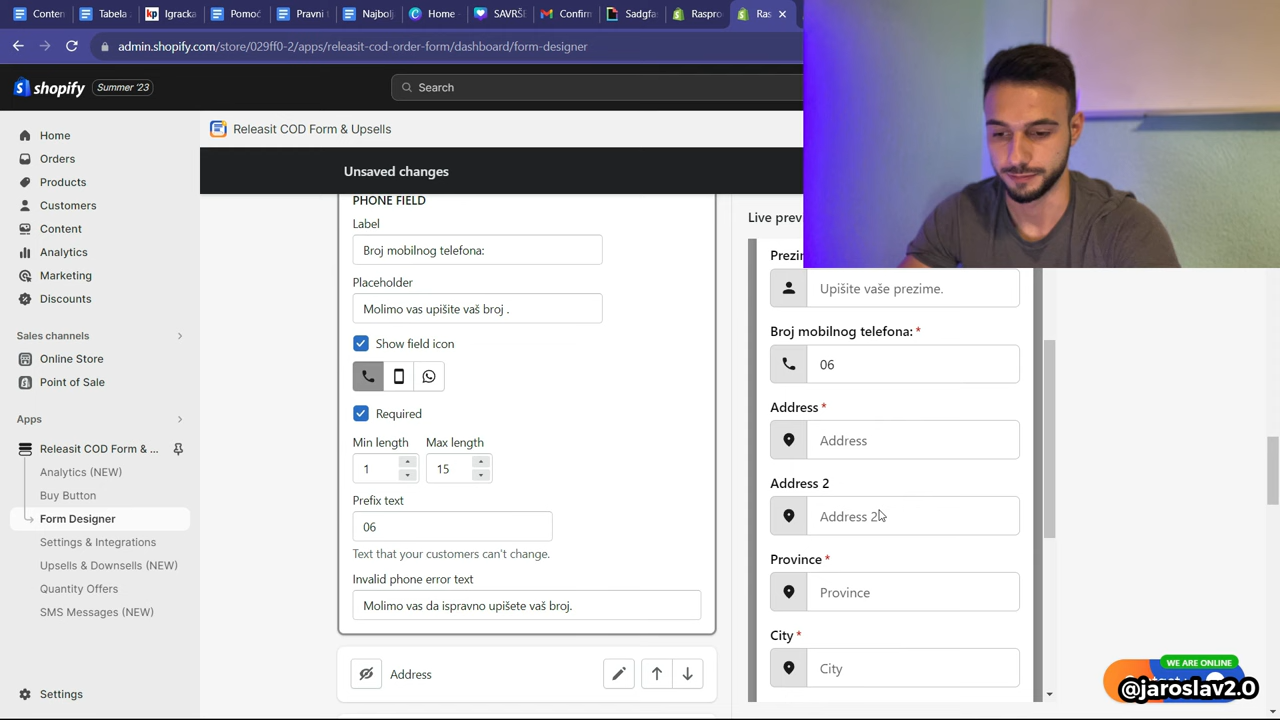 Conten
Tabela
kp Igracka
Pomoć
Pravni t
Najbolj
Home
SAVRŠ
Confirn
Sadgfa
Raspro
Ras
admin.shopify.com/store/029ff0-2/apps/releasit-cod-order-form/dashboard/form-designer
shopify
Summer '23
Search
Home
Orders
Products
Customers
Content
Analytics
Marketing
Discounts
Sales channels
Online Store
Point of Sale
Apps
Releasit COD Form & ...
Analytics (NEW)
Buy Button
Form Designer
Settings & Integrations
Upsells & Downsells (NEW)
Quantity Offers
SMS Messages (NEW)
Settings
Releasit COD Form & Upsells
Unsaved changes
PHONE FIELD
Label
Broj mobilnog telefona:
Placeholder
Molimo vas upišite vaš broj .
Show field icon
Required
Min length
Max length
1
15
Prefix text
06
Text that your customers can't change.
Invalid phone error text
Molimo vas da ispravno upišete vaš broj.
Address
Live prev
Prezi
Upišite vaše prezime.
Broj mobilnog telefona: *
06
Address *
Address
Address 2
Address 2
Province *
Province
City *
City
WE ARE ONLINE
@jaroslav2.0